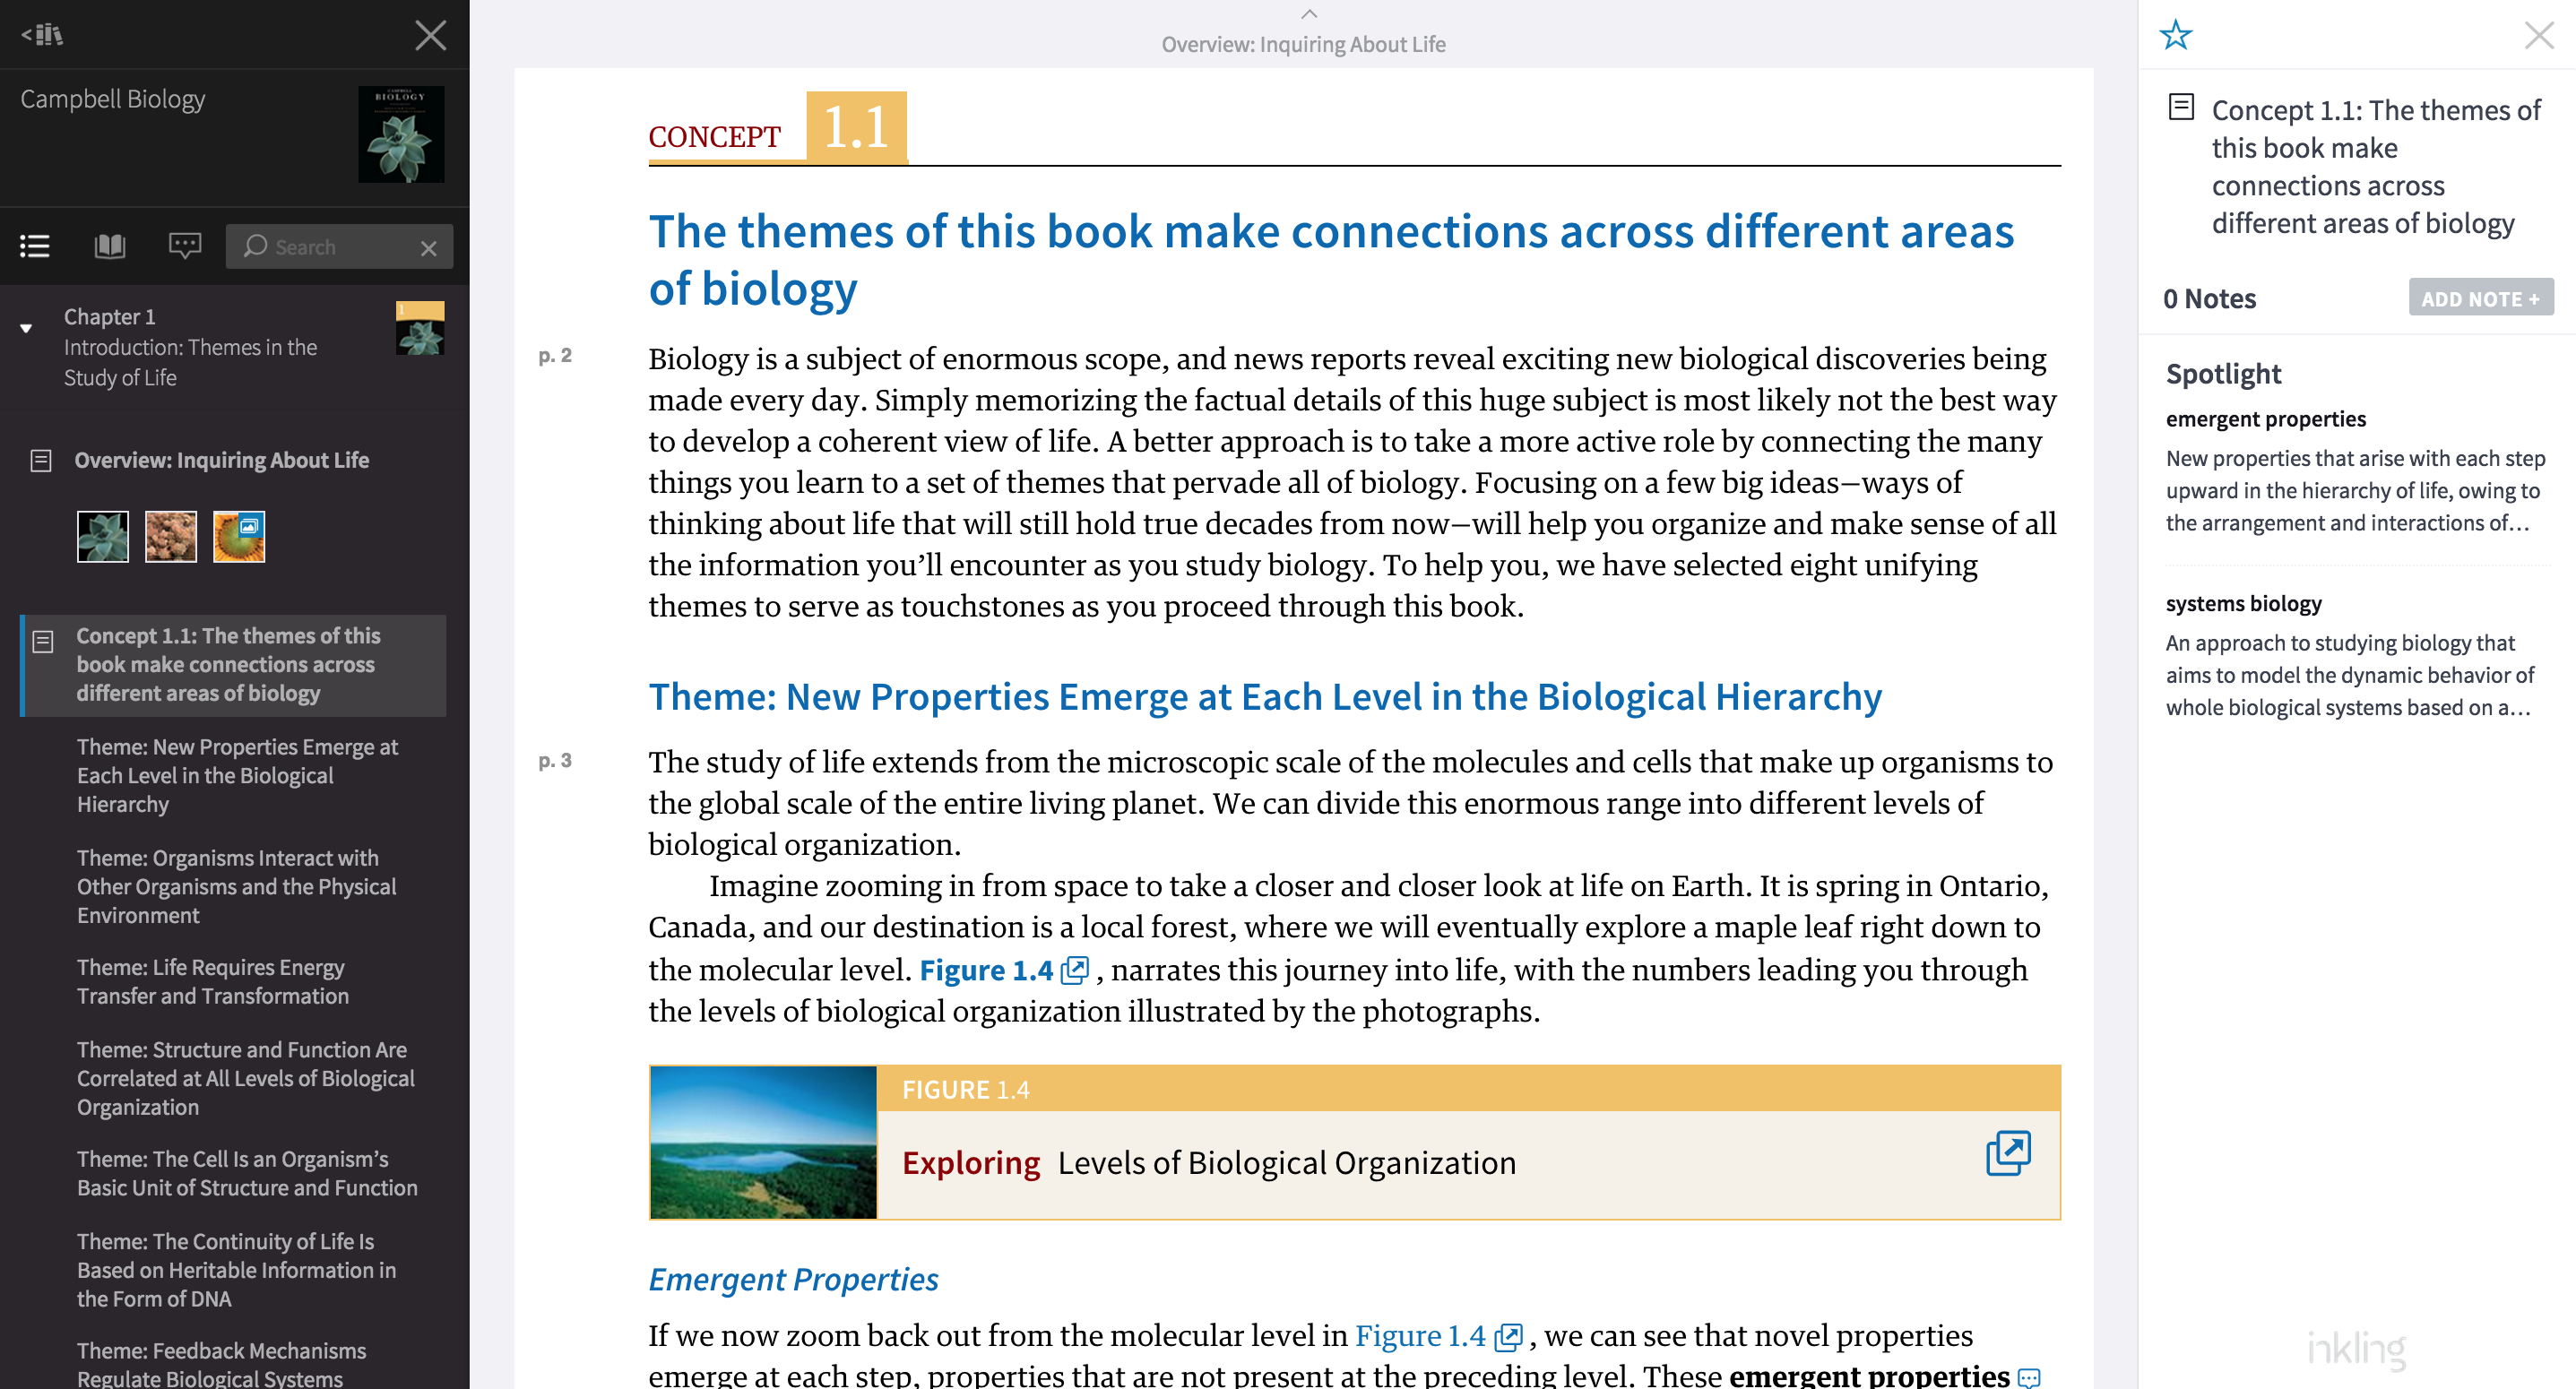 Campbell Biology
CAMPBELL
BIOLOGY
Search
Chapter 1
Introduction: Themes in the
Study of Life
1
Overview: Inquiring About Life
Concept 1.1: The themes of this
book make connections across
different areas of biology
Theme: New Properties Emerge at
Each Level in the Biological
Hierarchy
Theme: Organisms Interact with
Other Organisms and the Physical
Environment
Theme: Life Requires Energy
Transfer and Transformation
Theme: Structure and Function Are
Correlated at All Levels of Biological
Organization
Theme: The Cell Is an Organism’s
Basic Unit of Structure and Function
Theme: The Continuity of Life Is
Based on Heritable Information in
the Form of DNA
Theme: Feedback Mechanisms
Regulate Biological Systems
Overview: Inquiring About Life
CONCEPT 1.1
The themes of this book make connections across different areas
of biology
p. 2
Biology is a subject of enormous scope, and news reports reveal exciting new biological discoveries being
made every day. Simply memorizing the factual details of this huge subject is most likely not the best way
to develop a coherent view of life. A better approach is to take a more active role by connecting the many
things you learn to a set of themes that pervade all of biology. Focusing on a few big ideas—ways of
thinking about life that will still hold true decades from now—will help you organize and make sense of all
the information you’ll encounter as you study biology. To help you, we have selected eight unifying
themes to serve as touchstones as you proceed through this book.
Theme: New Properties Emerge at Each Level in the Biological Hierarchy
p. 3
The study of life extends from the microscopic scale of the molecules and cells that make up organisms to
the global scale of the entire living planet. We can divide this enormous range into different levels of
biological organization.
Imagine zooming in from space to take a closer and closer look at life on Earth. It is spring in Ontario,
Canada, and our destination is a local forest, where we will eventually explore a maple leaf right down to
the molecular level. Figure 1.4 , narrates this journey into life, with the numbers leading you through
the levels of biological organization illustrated by the photographs.
FIGURE 1.4
Exploring Levels of Biological Organization
Emergent Properties
If we now zoom back out from the molecular level in Figure 1.4 , we can see that novel properties
emerge at each step, properties that are not present at the preceding level. These emergent properties
Concept 1.1: The themes of
this book make
connections across
different areas of biology
0 Notes
ADD NOTE +
Spotlight
emergent properties
New properties that arise with each step
upward in the hierarchy of life, owing to
the arrangement and interactions of…
systems biology
An approach to studying biology that
aims to model the dynamic behavior of
whole biological systems based on a…
inkling